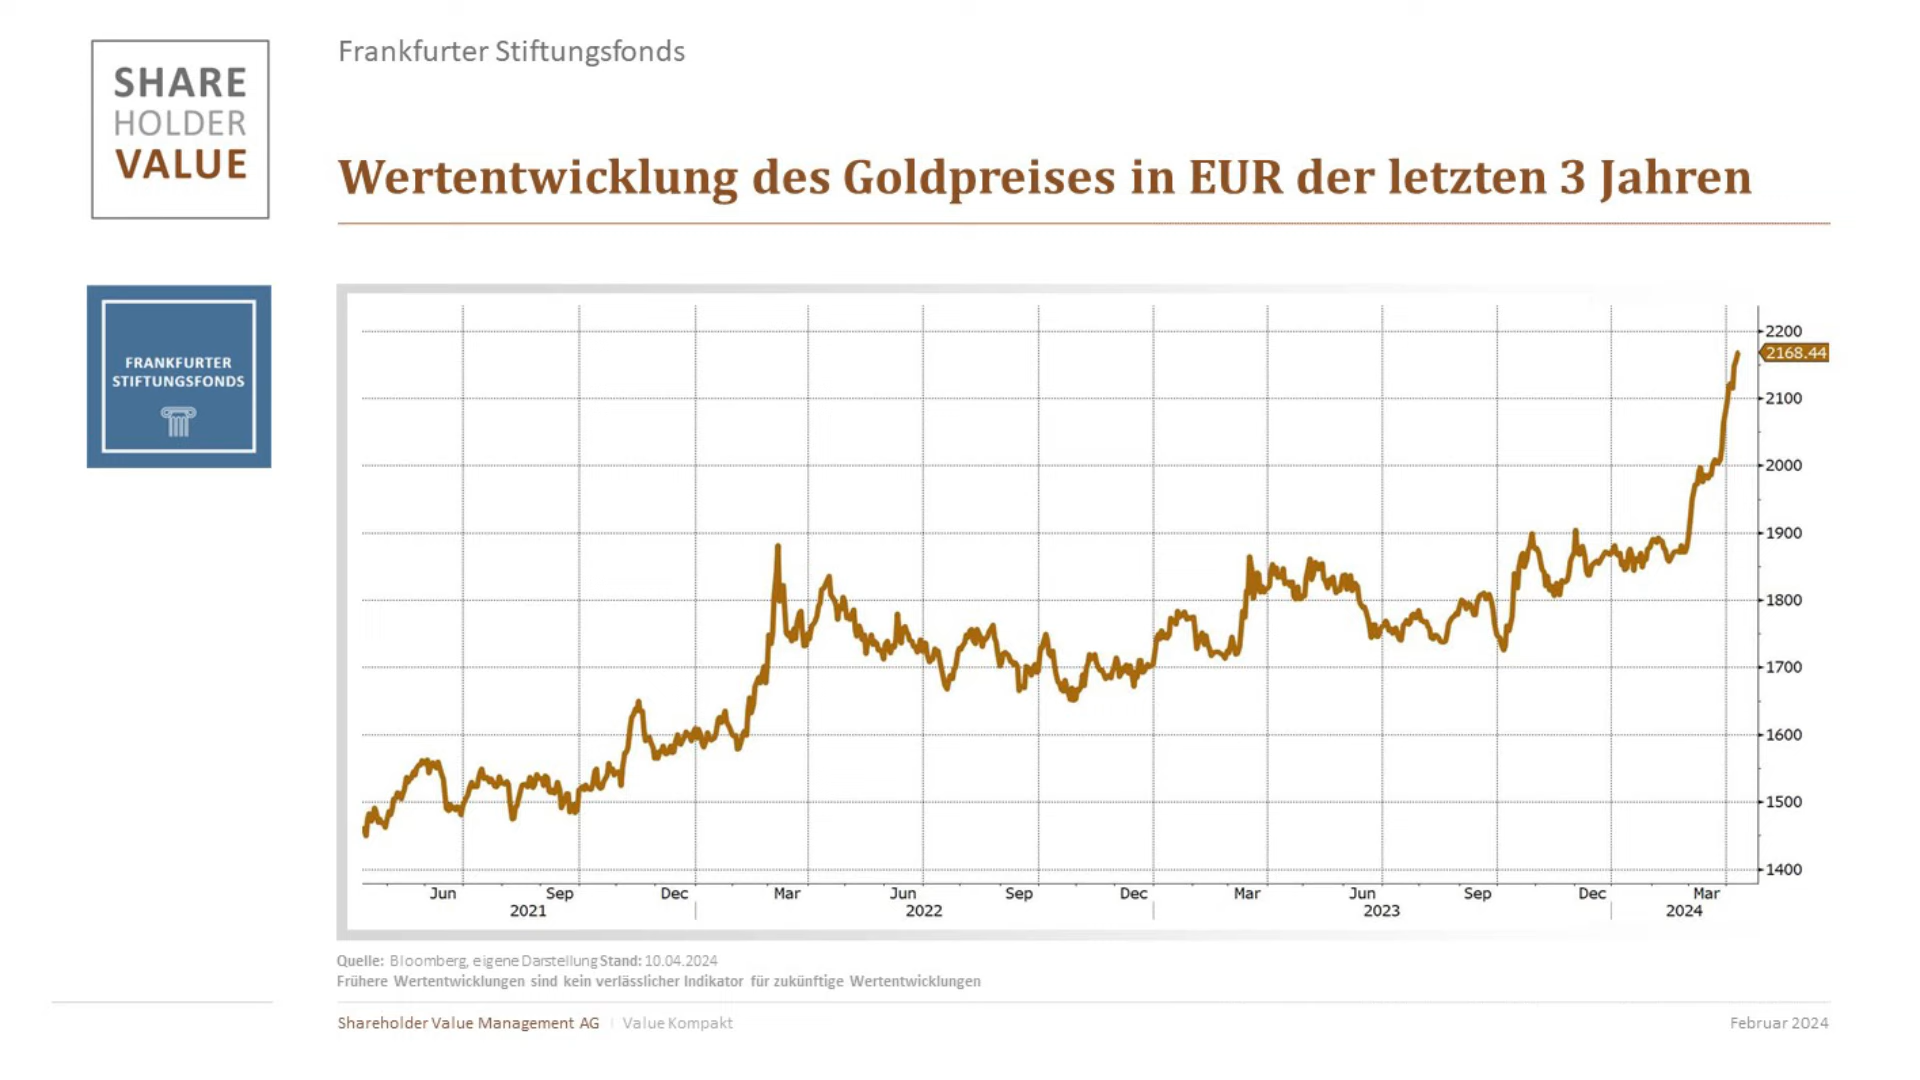 SHARE
HOLDER
VALUE
Frankfurter Stiftungsfonds
Wertentwicklung des Goldpreises in EUR der letzten 3 Jahren
FRANKFURTER
STIFTUNGSFONDS
2200
2168.44
2100
2000
1900
1800
1700
1600
1500
1400
Jun Sep Dec Mar Jun Sep Dec Mar Jun Sep Dec Mar
2021 2022 2023 2024
Quelle: Bloomberg, eigene Darstellung Stand: 10.04.2024
Frühere Wertentwicklungen sind kein verlässlicher Indikator für zukünftige Wertentwicklungen
Shareholder Value Management AG | Value Kompakt
Februar 2024